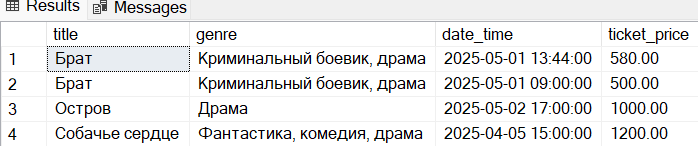 Results Messages
title genre date_time ticket_price
1 Брат Криминальный боевик, драма 2025-05-01 13:44:00 580.00
2 Брат Криминальный боевик, драма 2025-05-01 09:00:00 500.00
3 Остров Драма 2025-05-02 17:00:00 1000.00
4 Собачье сердце Фантастика, комедия, драма 2025-04-05 15:00:00 1200.00